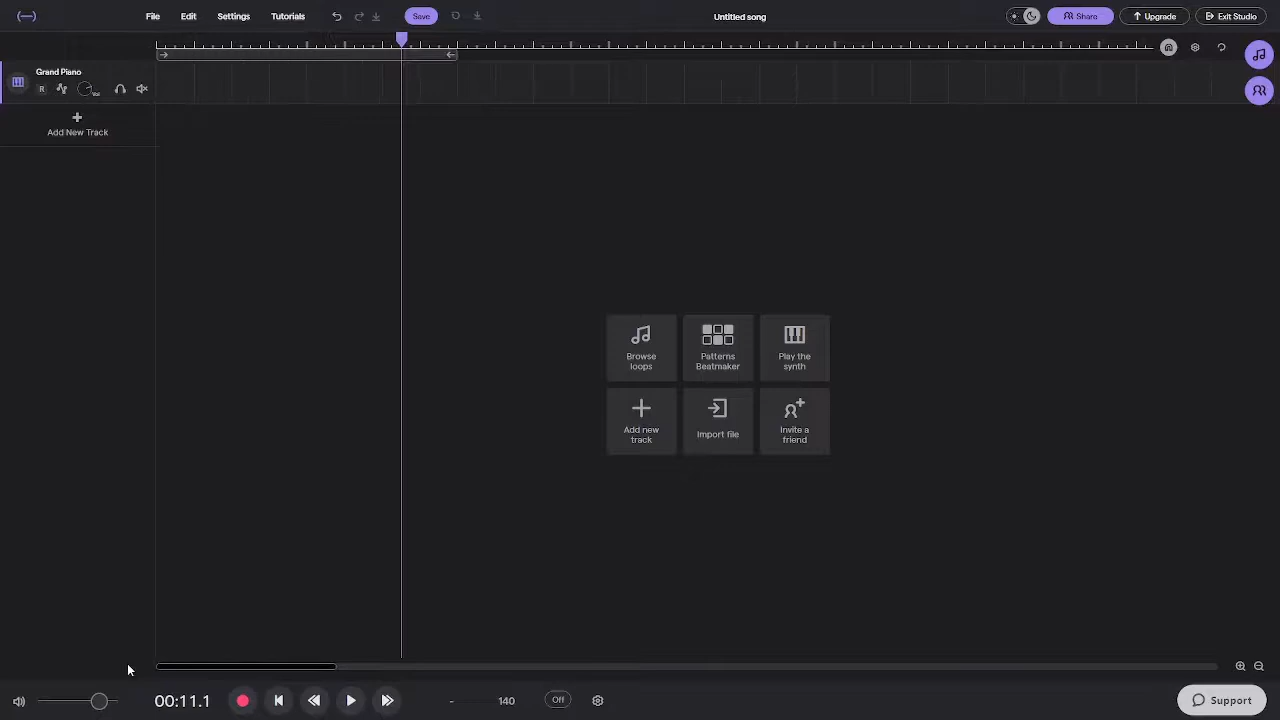 File Edit Settings Tutorials Save Untitled song Share Upgrade Exit Studio
Grand Piano
R
Vol
Add New Track
Browse
loops
Patterns
Beatmaker
Play the
synth
Add new
track
Import file
Invite a
friend
00:11.1 - 140 Off Support